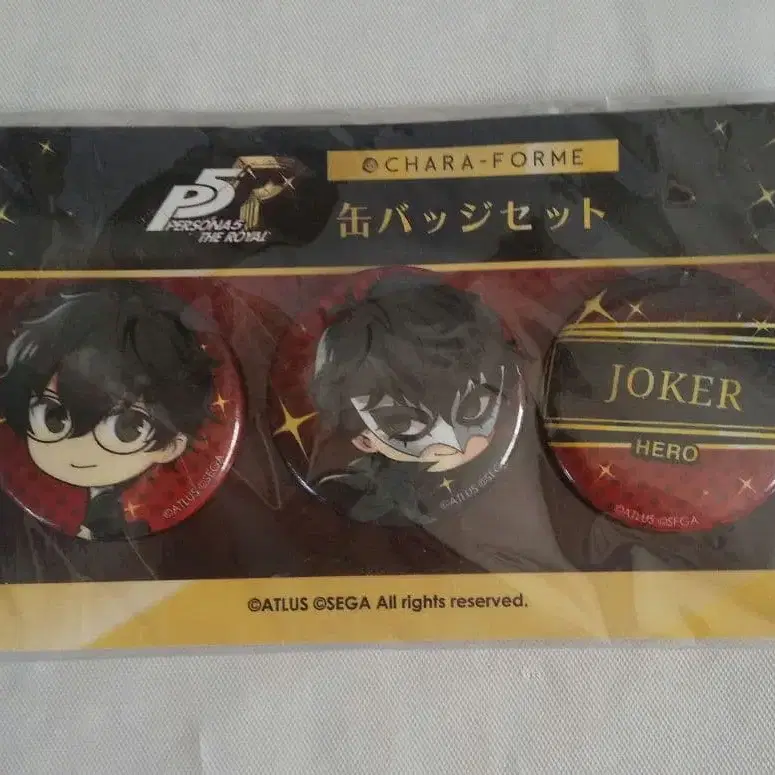 P5R
PERSONA5
THE ROYAL
CHARA-FORME
缶バッジセット
©ATLUS ©SEGA
©ATLUS ©SEGA
JOKER
HERO
©ATLUS ©SEGA
©ATLUS ©SEGA All rights reserved.